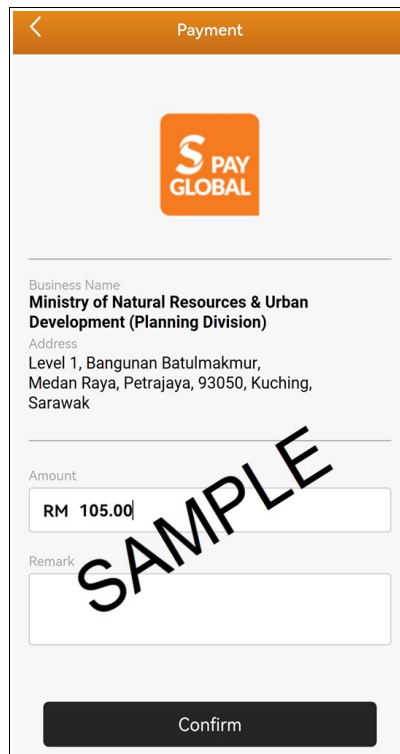 Payment
S PAY
GLOBAL
Business Name
Ministry of Natural Resources & Urban
Development (Planning Division)
Address
Level 1, Bangunan Batulmakmur,
Medan Raya, Petrajaya, 93050, Kuching,
Sarawak
Amount
RM 105.00
SAMPLE
Remark
Confirm